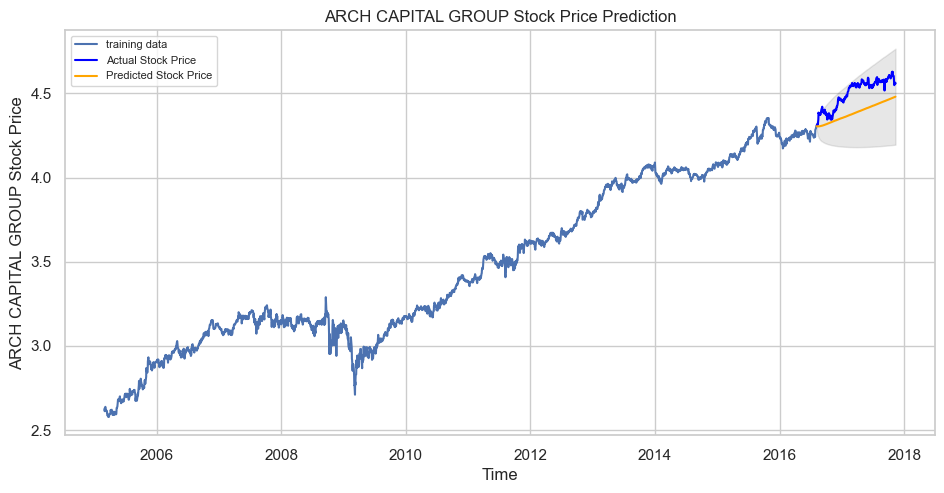 ARCH CAPITAL GROUP Stock Price Prediction
training data
Actual Stock Price
Predicted Stock Price
ARCH CAPITAL GROUP Stock Price
4.5
4.0
3.5
3.0
2.5
2006 2008 2010 2012 2014 2016 2018
Time